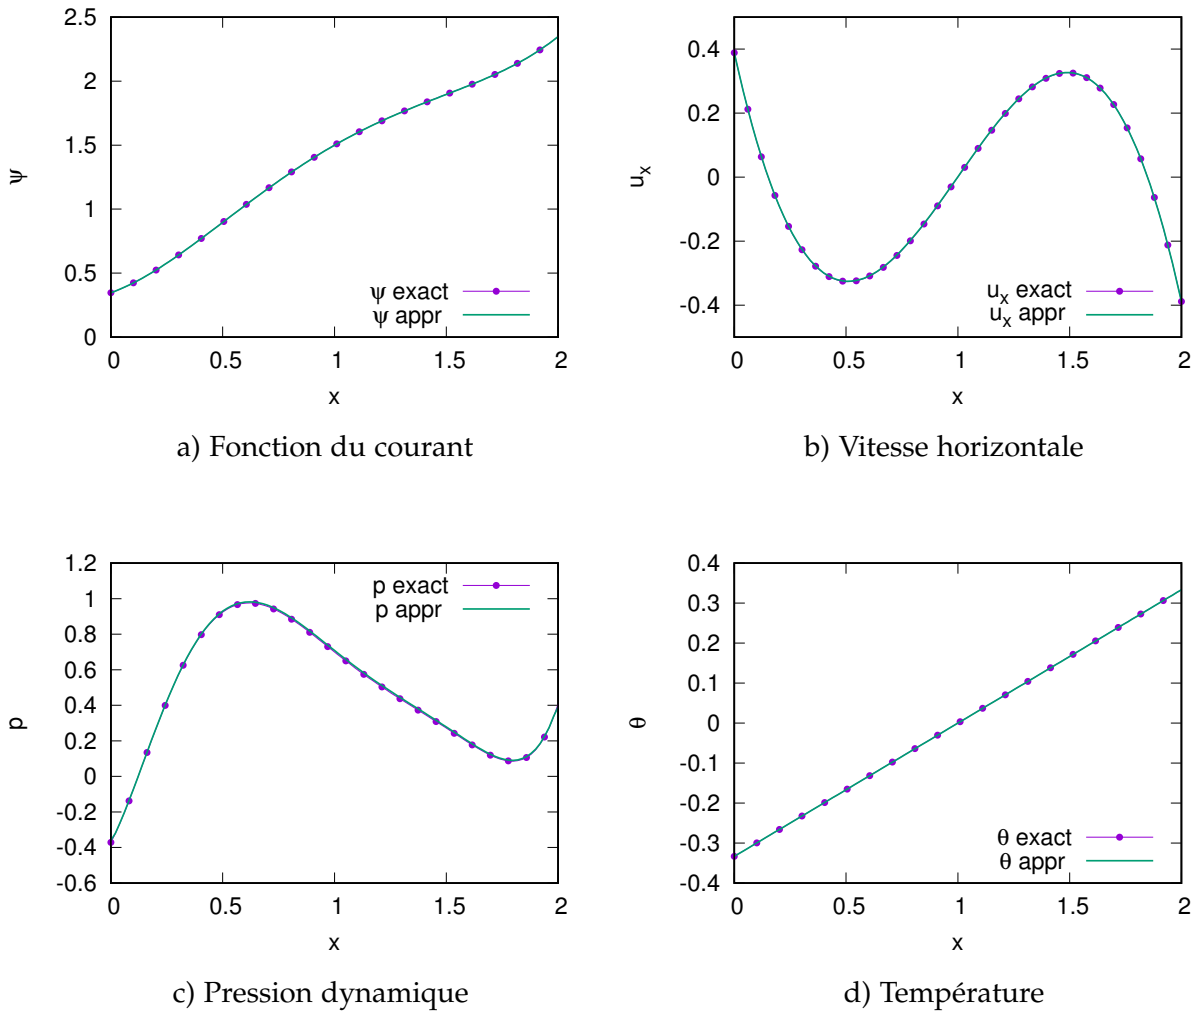 2.5
2
1.5
1
0.5
0
0 0.5 1 1.5 2
ψ
x
ψ exact
ψ appr
a) Fonction du courant
0.4
0.2
0
-0.2
-0.4
0 0.5 1 1.5 2
u_x
x
u_x exact
u_x appr
b) Vitesse horizontale
1.2
1
0.8
0.6
0.4
0.2
0
-0.2
-0.4
-0.6
0 0.5 1 1.5 2
p
x
p exact
p appr
c) Pression dynamique
0.4
0.3
0.2
0.1
0
-0.1
-0.2
-0.3
-0.4
0 0.5 1 1.5 2
θ
x
θ exact
θ appr
d) Température